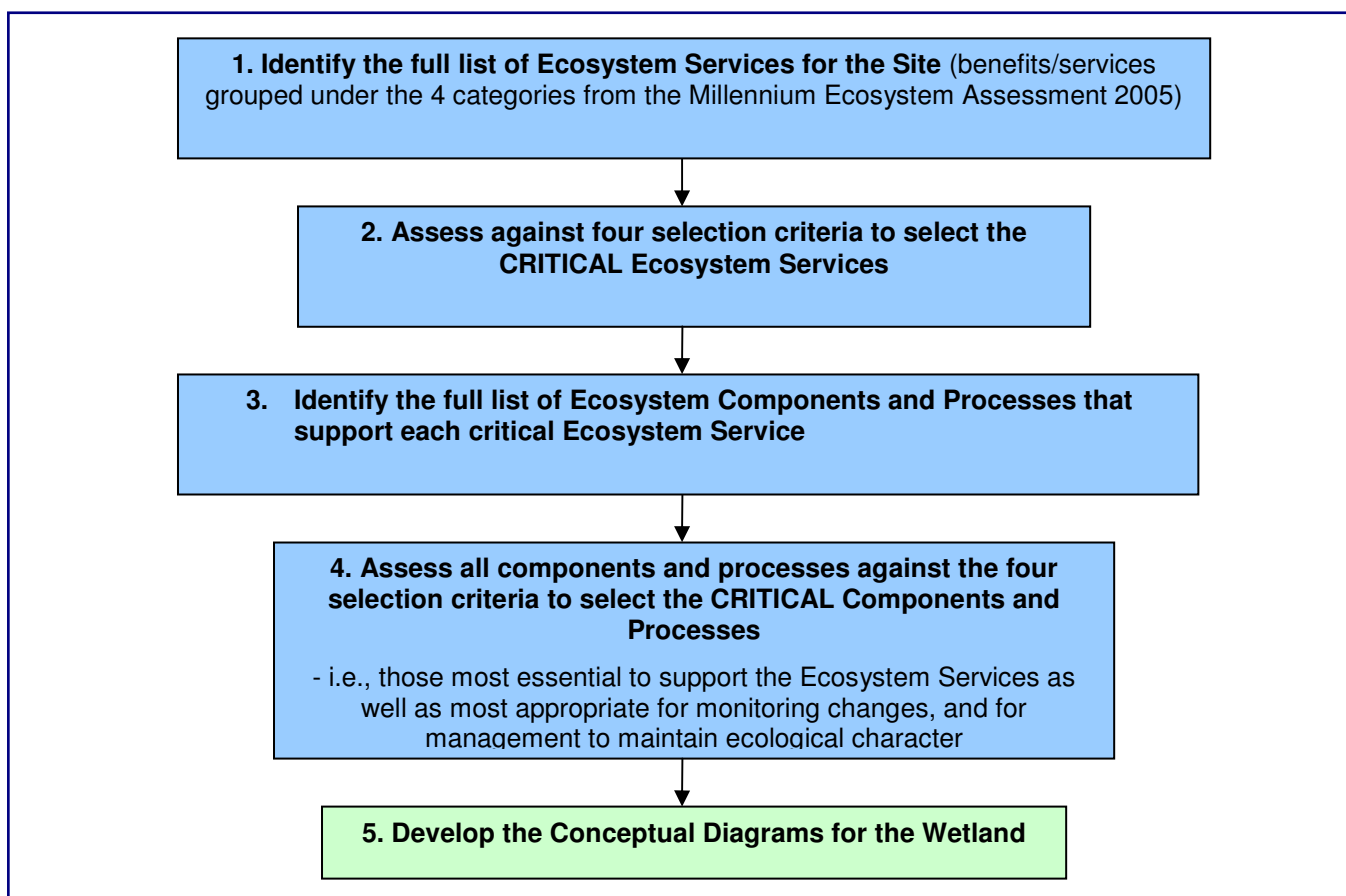 1. Identify the full list of Ecosystem Services for the Site (benefits/services
grouped under the 4 categories from the Millennium Ecosystem Assessment 2005)
2. Assess against four selection criteria to select the
CRITICAL Ecosystem Services
3. Identify the full list of Ecosystem Components and Processes that
support each critical Ecosystem Service
4. Assess all components and processes against the four
selection criteria to select the CRITICAL Components and
Processes
- i.e., those most essential to support the Ecosystem Services as
well as most appropriate for monitoring changes, and for
management to maintain ecological character
5. Develop the Conceptual Diagrams for the Wetland